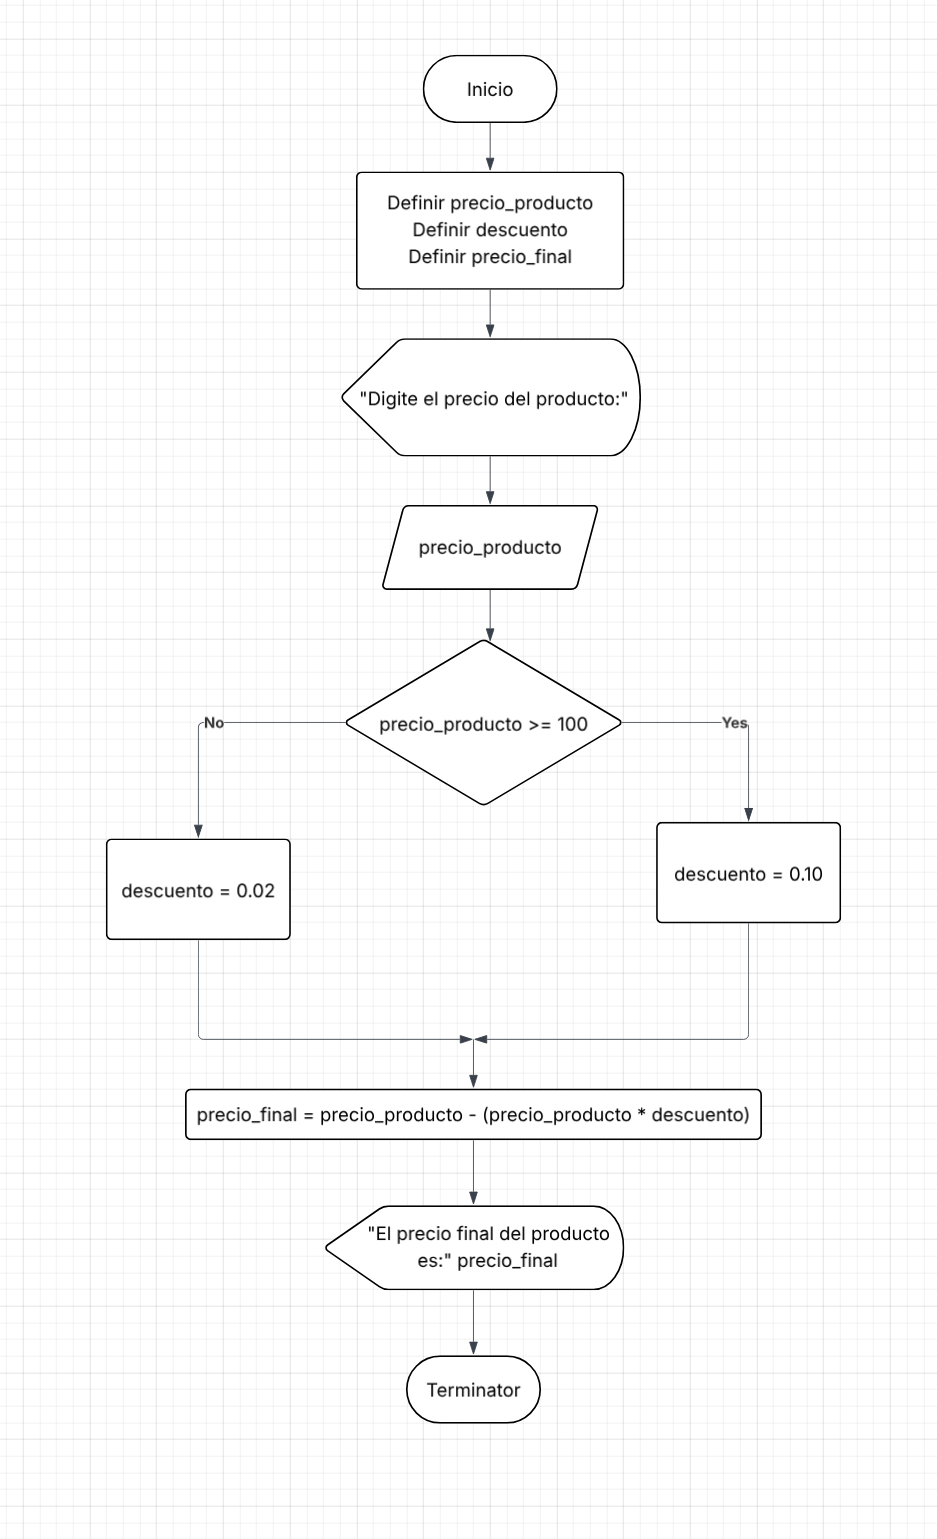 Inicio
Definir precio_producto
Definir descuento
Definir precio_final
"Digite el precio del producto:"
precio_producto
precio_producto >= 100
No
Yes
descuento = 0.02
descuento = 0.10
precio_final = precio_producto - (precio_producto * descuento)
"El precio final del producto
es:" precio_final
Terminator